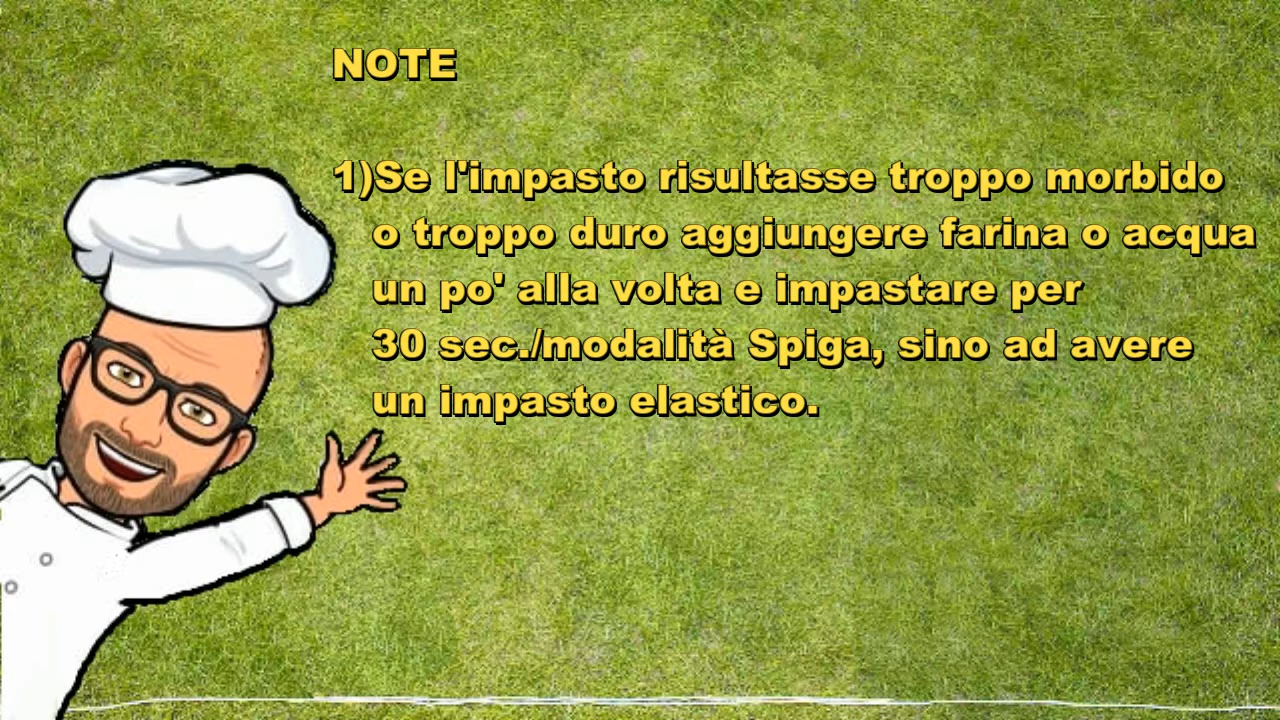 NOTE
1)Se l'impasto risultasse troppo morbido
o troppo duro aggiungere farina o acqua
un po' alla volta e impastare per
30 sec./modalità Spiga, sino ad avere
un impasto elastico.